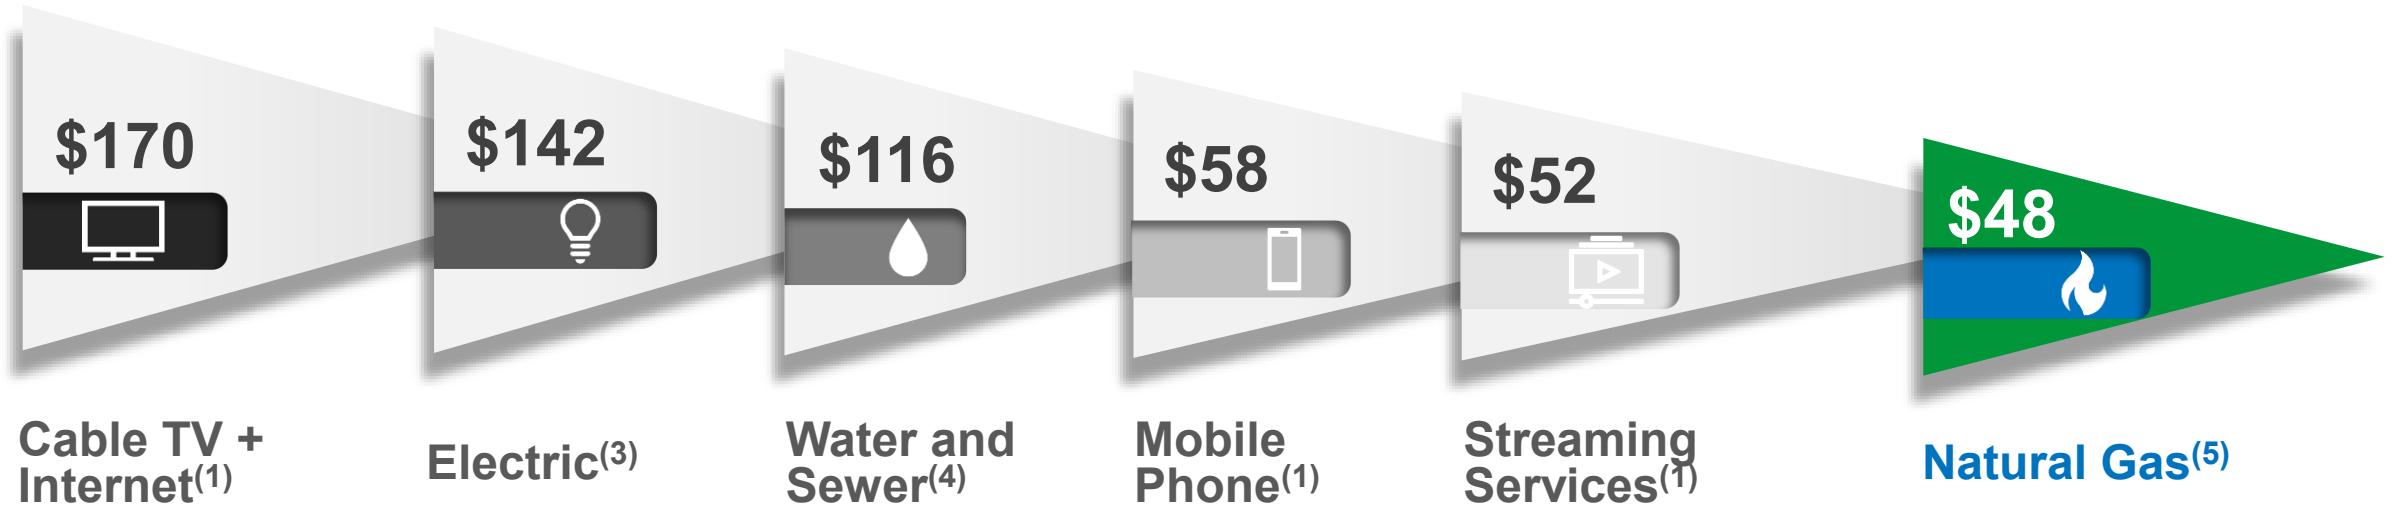 $170
$142
$116
$58
$52
$48
Cable TV +
Internet(1)
Electric(3)
Water and
Sewer(4)
Mobile
Phone(1)
Streaming
Services(1)
Natural Gas(5)